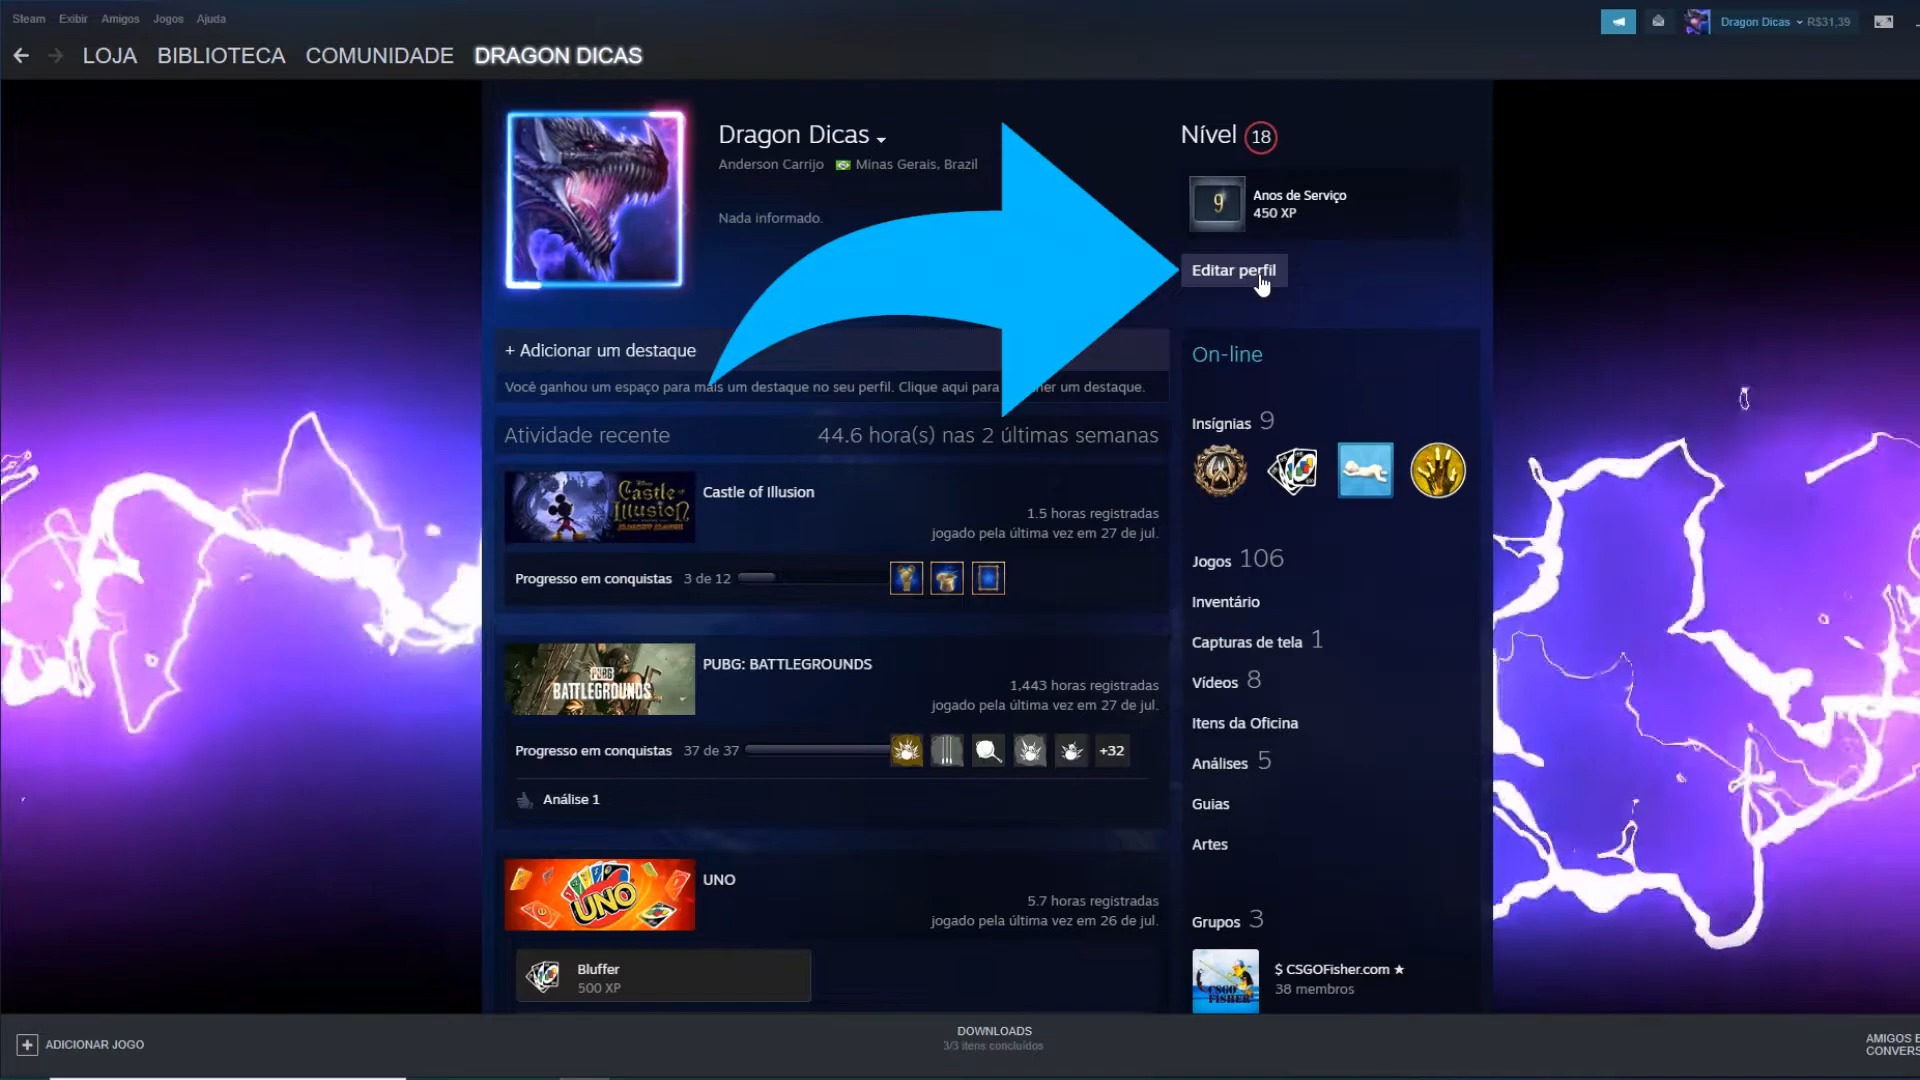 Steam Exibir Amigos Jogos Ajuda
Dragon Dicas R$31,39
LOJA BIBLIOTECA COMUNIDADE DRAGON DICAS
Dragon Dicas
Anderson Carrijo Minas Gerais, Brazil
Nada informado.
Nível 18
9
Anos de Serviço
450 XP
Editar perfil
+ Adicionar um destaque
Você ganhou um espaço para mais um destaque no seu perfil. Clique aqui para um destaque.
Atividade recente 44.6 hora(s) nas 2 últimas semanas
Castle of Illusion
Castle of Illusion
1.5 horas registradas
jogado pela última vez em 27 de jul.
Progresso em conquistas 3 de 12
PUBG BATTLEGROUNDS
PUBG: BATTLEGROUNDS
1,443 horas registradas
jogado pela última vez em 27 de jul.
Progresso em conquistas 37 de 37 +32
Análise 1
UNO
UNO
5.7 horas registradas
jogado pela última vez em 26 de jul.
Bluffer
500 XP
On-line
Insígnias 9
Jogos 106
Inventário
Capturas de tela 1
Vídeos 8
Itens da Oficina
Análises 5
Guias
Artes
Grupos 3
CSGO FISHER
$ CSGOFisher.com ★
38 membros
ADICIONAR JOGO
DOWNLOADS
3/3 itens concluídos
AMIGOS E
CONVERS